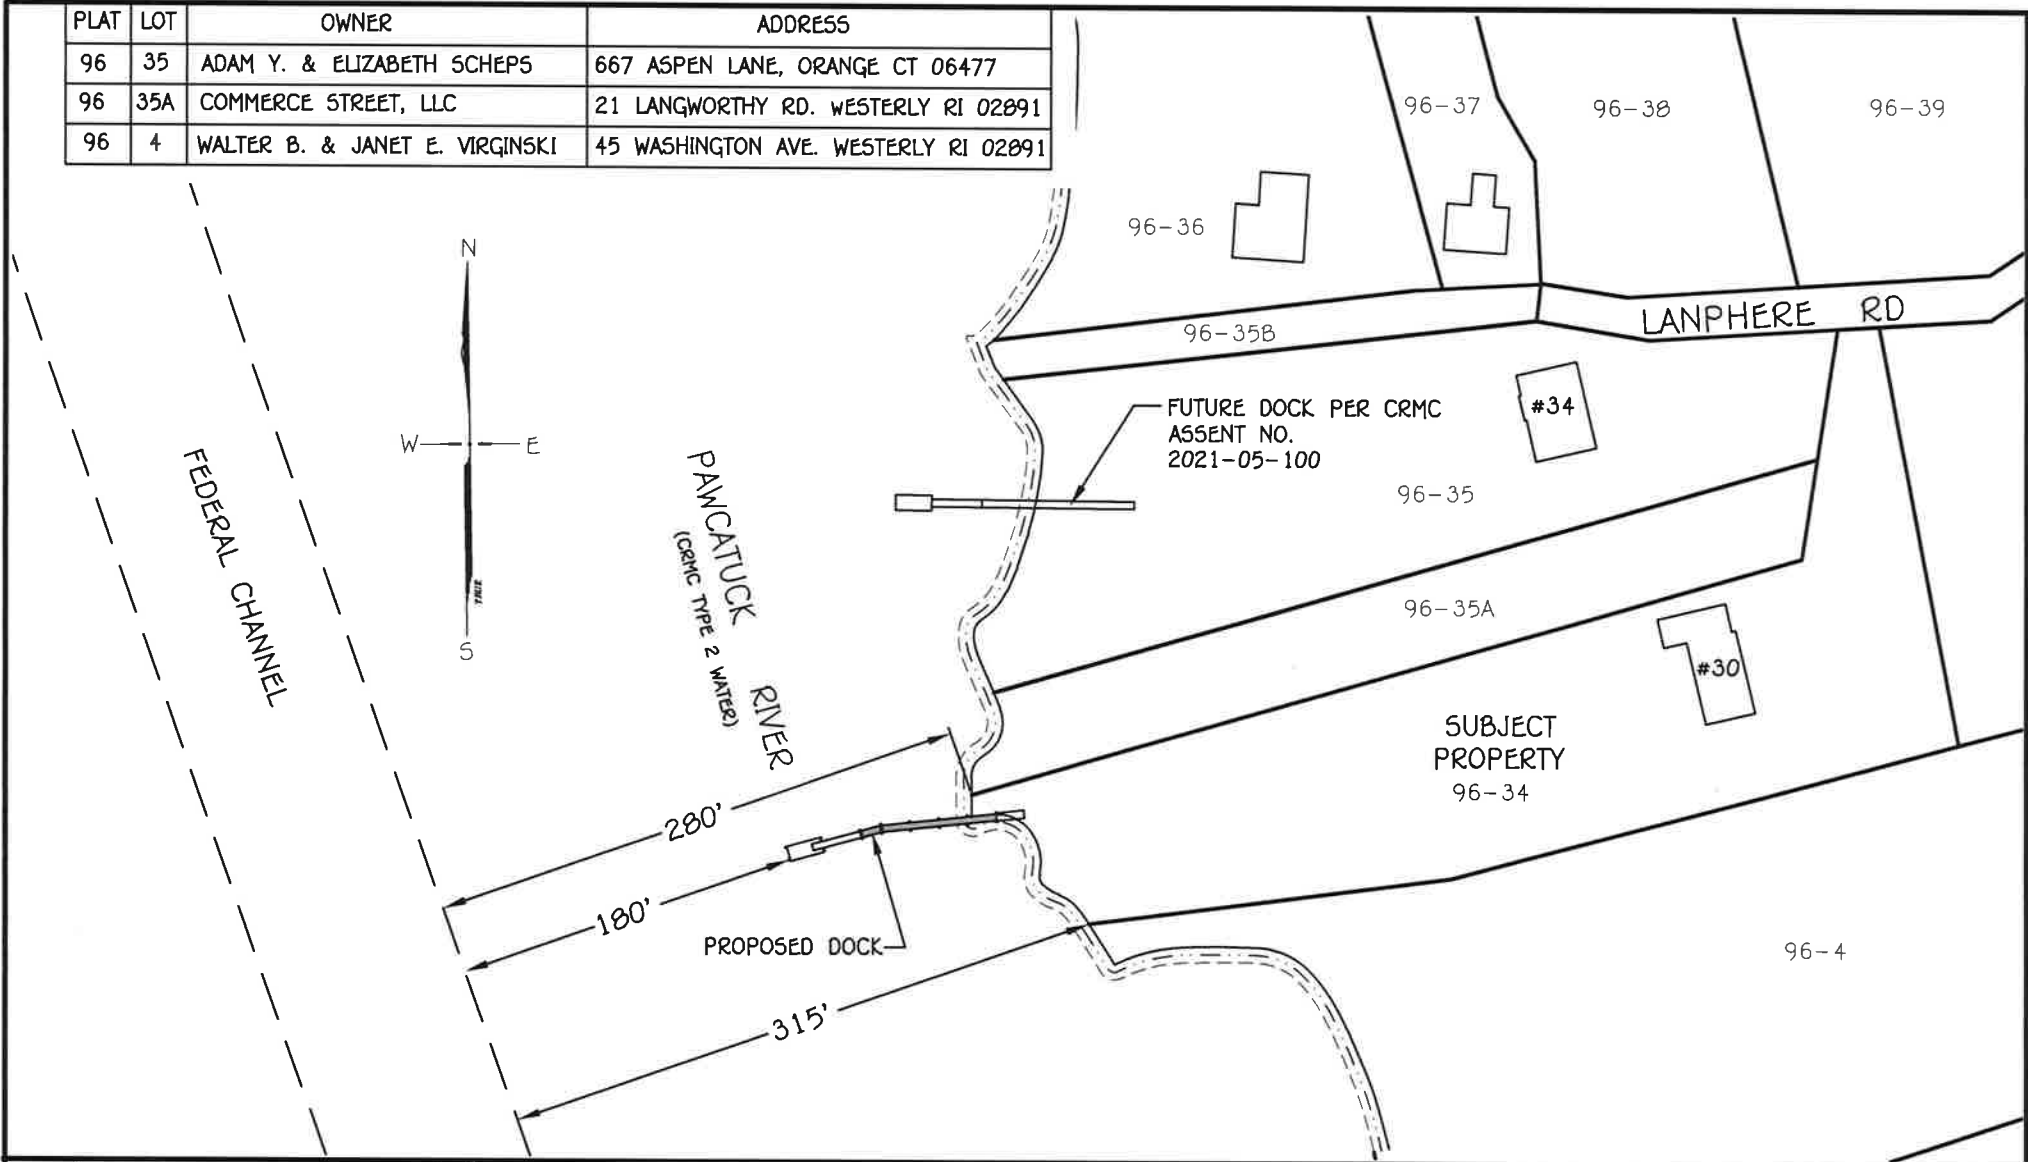 PLAT LOT OWNER ADDRESS
96 35 ADAM Y. & ELIZABETH SCHEPS 667 ASPEN LANE, ORANGE CT 06477
96 35A COMMERCE STREET, LLC 21 LANGWORTHY RD. WESTERLY RI 02891
96 4 WALTER B. & JANET E. VIRGINSKI 45 WASHINGTON AVE. WESTERLY RI 02891
96-37
96-38
96-39
96-36
N
W E
S
TRUE
96-35B
LANPHERE RD
FUTURE DOCK PER CRMC
ASSENT NO.
2021-05-100
#34
96-35
FEDERAL CHANNEL
PAWCATUCK RIVER
(CRMC TYPE 2 WATER)
96-35A
#30
SUBJECT
PROPERTY
96-34
280'
180'
PROPOSED DOCK
315'
96-4